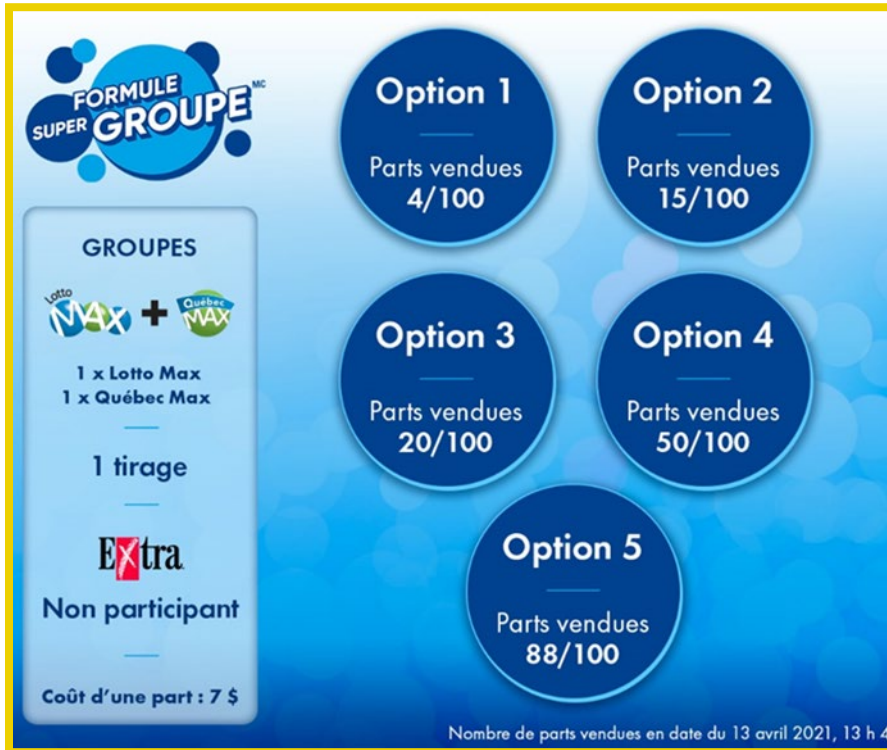 FORMULE
SUPER GROUPE MC
GROUPES
Lotto MAX + Québec MAX
1 x Lotto Max
1 x Québec Max
1 tirage
Extra
Non participant
Coût d'une part : 7 $
Option 1
Parts vendues
4/100
Option 2
Parts vendues
15/100
Option 3
Parts vendues
20/100
Option 4
Parts vendues
50/100
Option 5
Parts vendues
88/100
Nombre de parts vendues en date du 13 avril 2021, 13 h 4